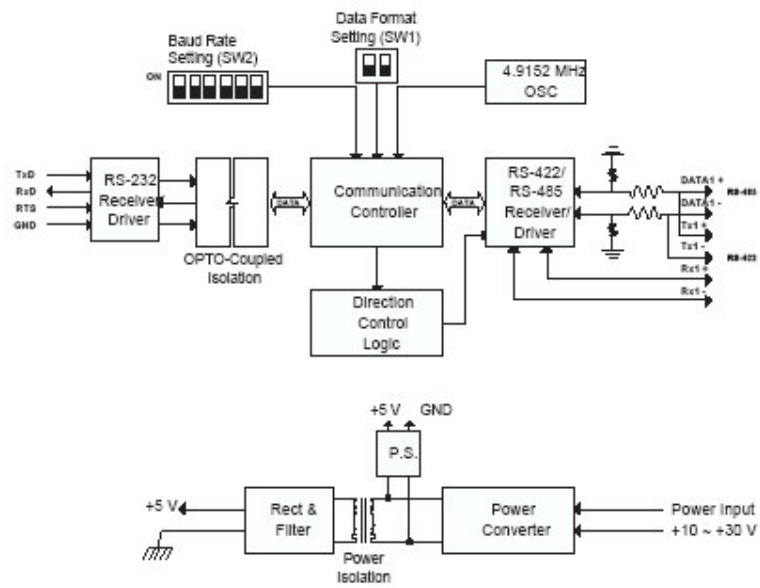 Data Format
Setting (SW1)
Baud Rate
Setting (SW2)
ON
4.9152 MHz
OSC
TxD
RxD
RTS
GND
RS-232
Receiver
Driver
OPTO-Coupled
Isolation
DATA
Communication
Controller
DATA
RS-422/
RS-485
Receiver/
Driver
DATA1 +
RS-485
DATA1 -
Tx1 +
Tx1 -
RS-422
Rx1 +
Rx1 -
Direction
Control
Logic
+5 V GND
P.S.
+5 V
Rect &
Filter
Power
Isolation
Power
Converter
Power Input
+10 ~ +30 V